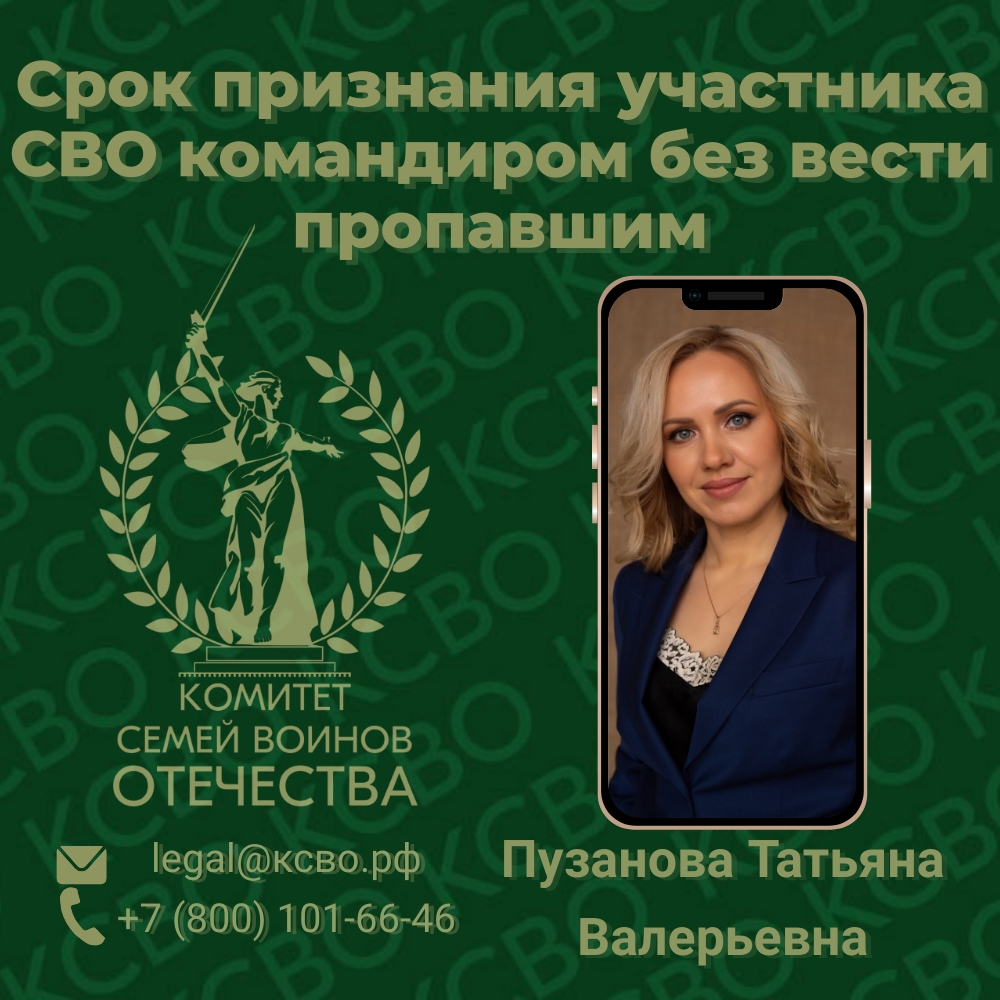 Срок признания участника
СВО командиром без вести
пропавшим
КОМИТЕТ
СЕМЕЙ ВОИНОВ
ОТЕЧЕСТВА
legal@ксво.рф
+7 (800) 101-66-46
Пузанова Татьяна
Валерьевна
КСВО